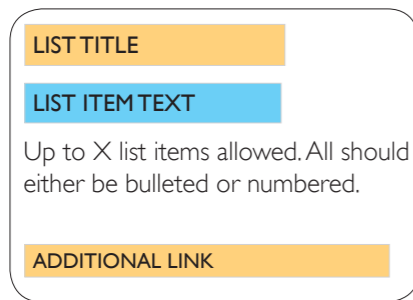 LIST TITLE
LIST ITEM TEXT
Up to X list items allowed. All should
either be bulleted or numbered.
ADDITIONAL LINK